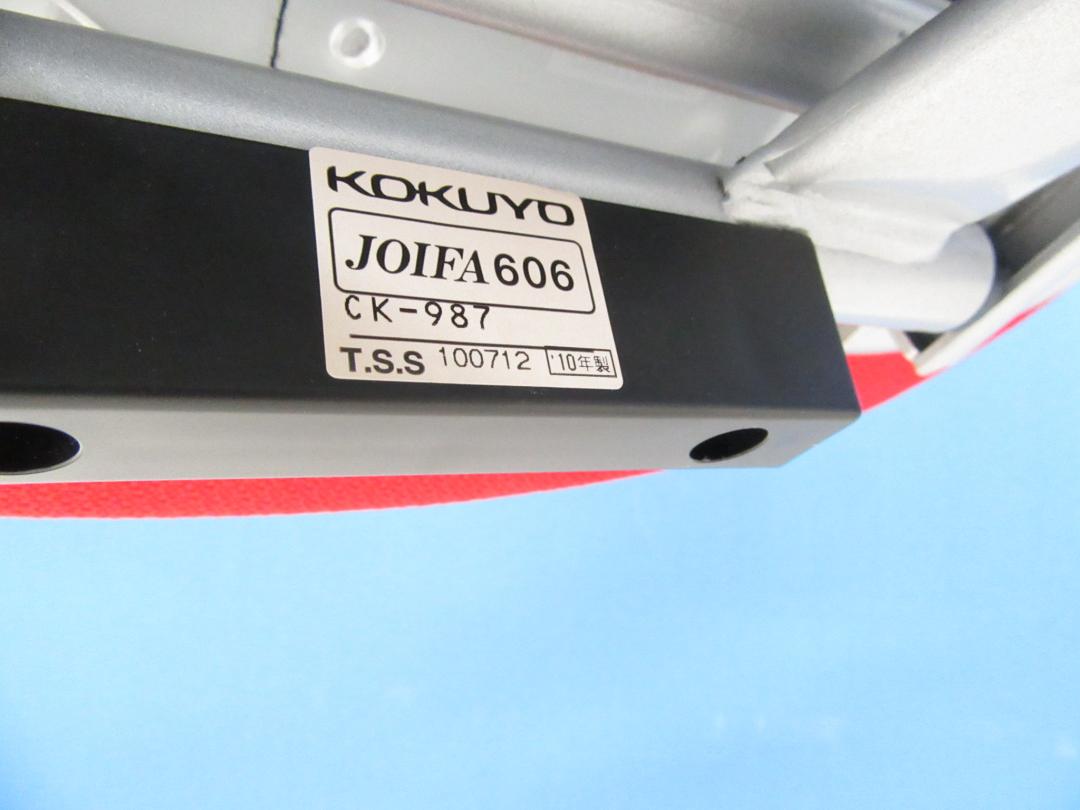 KOKUYO
JOIFA606
CK-987
T.S.S 100712 '10年製